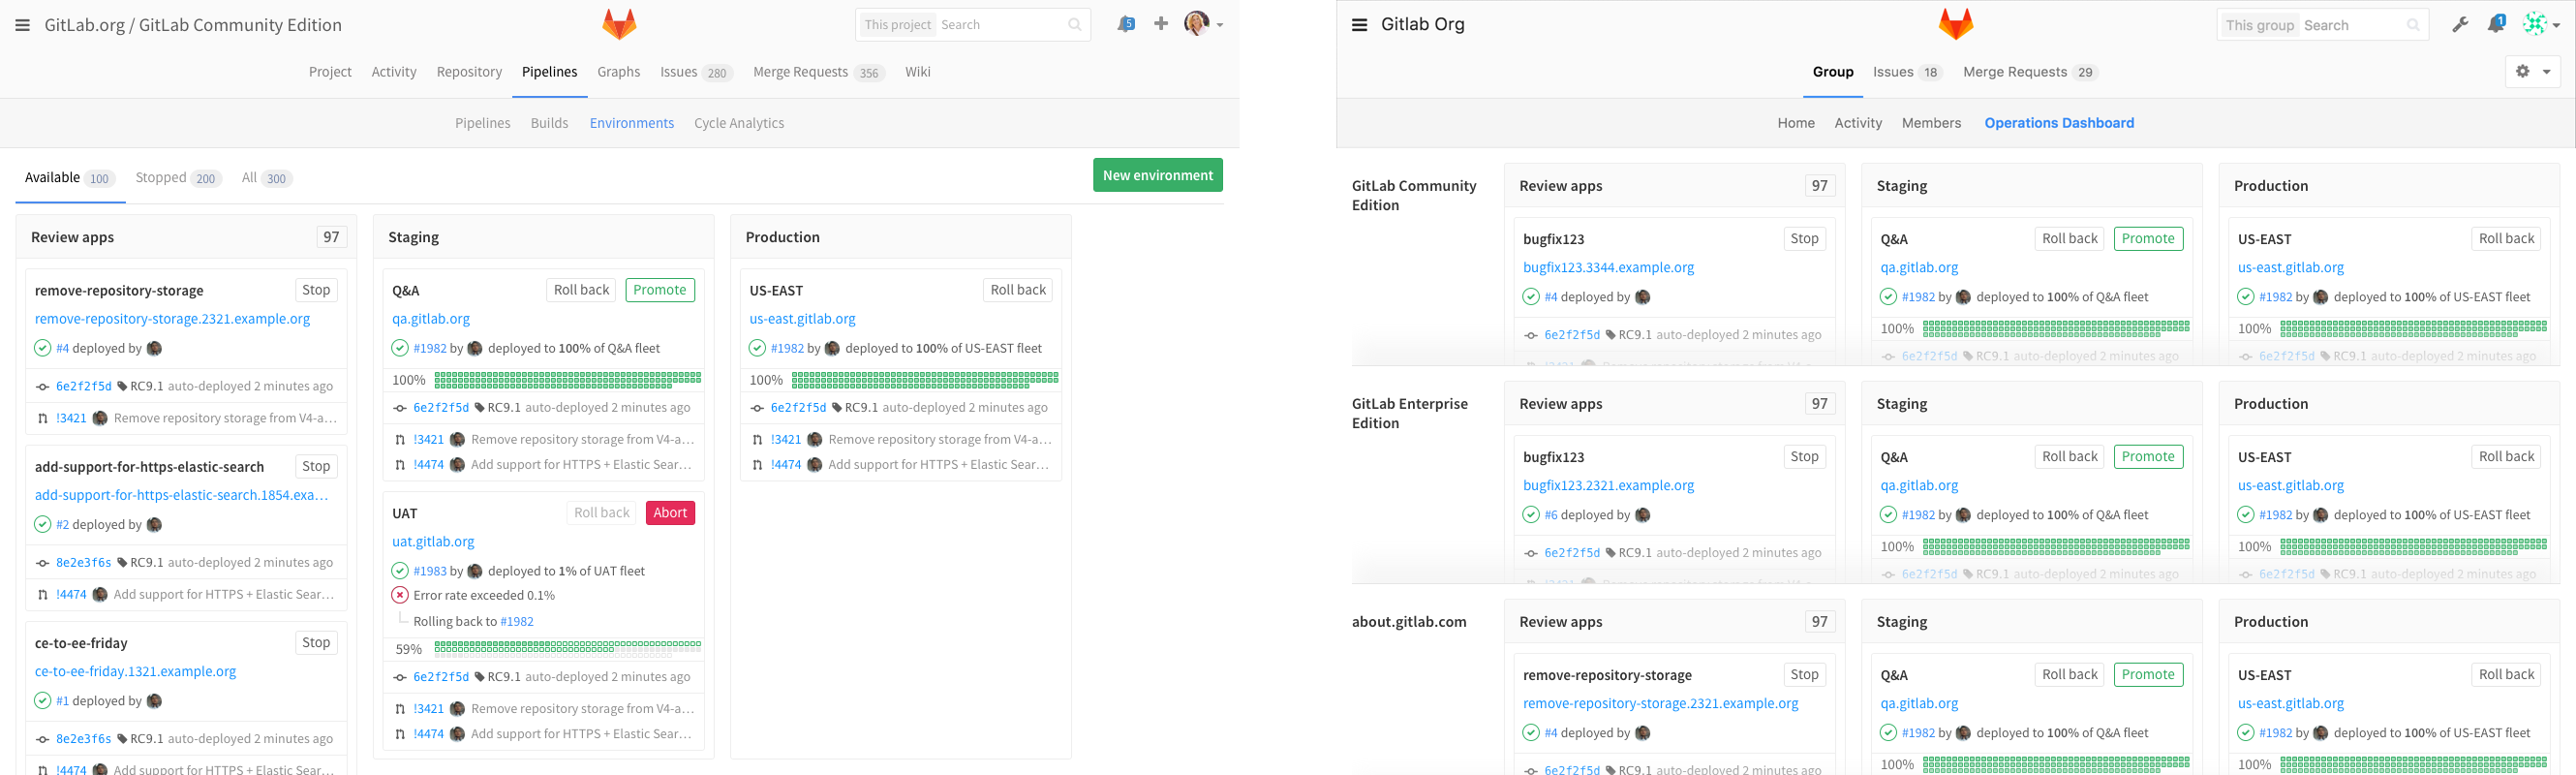 GitLab.org / GitLab Community Edition
This project Search
5
Project Activity Repository Pipelines Graphs Issues 280 Merge Requests 356 Wiki
Pipelines Builds Environments Cycle Analytics
Available 100 Stopped 200 All 300
New environment
Review apps 97
remove-repository-storage Stop
remove-repository-storage.2321.example.org
#4 deployed by
6e2f2f5d RC9.1 auto-deployed 2 minutes ago
!3421 Remove repository storage from V4-a...
add-support-for-https-elastic-search Stop
add-support-for-https-elastic-search.1854.exa...
#2 deployed by
8e2e3f6s RC9.1 auto-deployed 2 minutes ago
!4474 Add support for HTTPS + Elastic Sear...
ce-to-ee-friday Stop
ce-to-ee-friday.1321.example.org
#1 deployed by
8e2e3f6s RC9.1 auto-deployed 2 minutes ago
!4474 Add support for HTTPS + Elastic Sear...
Staging
Q&A Roll back Promote
qa.gitlab.org
#1982 by deployed to 100% of Q&A fleet
100%
6e2f2f5d RC9.1 auto-deployed 2 minutes ago
!3421 Remove repository storage from V4-a...
!4474 Add support for HTTPS + Elastic Sear...
UAT Roll back Abort
uat.gitlab.org
#1983 by deployed to 1% of UAT fleet
Error rate exceeded 0.1%
Rolling back to #1982
59%
6e2f2f5d RC9.1 auto-deployed 2 minutes ago
!3421 Remove repository storage from V4-a...
!4474 Add support for HTTPS + Elastic Sear...
Production
US-EAST Roll back
us-east.gitlab.org
#1982 by deployed to 100% of US-EAST fleet
100%
6e2f2f5d RC9.1 auto-deployed 2 minutes ago
!3421 Remove repository storage from V4-a...
!4474 Add support for HTTPS + Elastic Sear...
Gitlab Org
This group Search
1
Group Issues 18 Merge Requests 29
Home Activity Members Operations Dashboard
GitLab Community
Edition
Review apps 97
bugfix123 Stop
bugfix123.3344.example.org
#4 deployed by
6e2f2f5d RC9.1 auto-deployed 2 minutes ago
Staging
Q&A Roll back Promote
qa.gitlab.org
#1982 by deployed to 100% of Q&A fleet
100%
6e2f2f5d RC9.1 auto-deployed 2 minutes ago
Production
US-EAST Roll back
us-east.gitlab.org
#1982 by deployed to 100% of US-EAST fleet
100%
6e2f2f5d RC9.1 auto-deployed 2 minutes ago
GitLab Enterprise
Edition
Review apps 97
bugfix123 Stop
bugfix123.2321.example.org
#6 deployed by
6e2f2f5d RC9.1 auto-deployed 2 minutes ago
Staging
Q&A Roll back Promote
qa.gitlab.org
#1982 by deployed to 100% of Q&A fleet
100%
6e2f2f5d RC9.1 auto-deployed 2 minutes ago
Production
US-EAST Roll back
us-east.gitlab.org
#1982 by deployed to 100% of US-EAST fleet
100%
6e2f2f5d RC9.1 auto-deployed 2 minutes ago
about.gitlab.com
Review apps 97
remove-repository-storage Stop
remove-repository-storage.2321.example.org
#4 deployed by
6e2f2f5d RC9.1 auto-deployed 2 minutes ago
Staging
Q&A Roll back Promote
qa.gitlab.org
#1982 by deployed to 100% of Q&A fleet
100%
Production
US-EAST Roll back
us-east.gitlab.org
#1982 by deployed to 100% of US-EAST fleet
100%